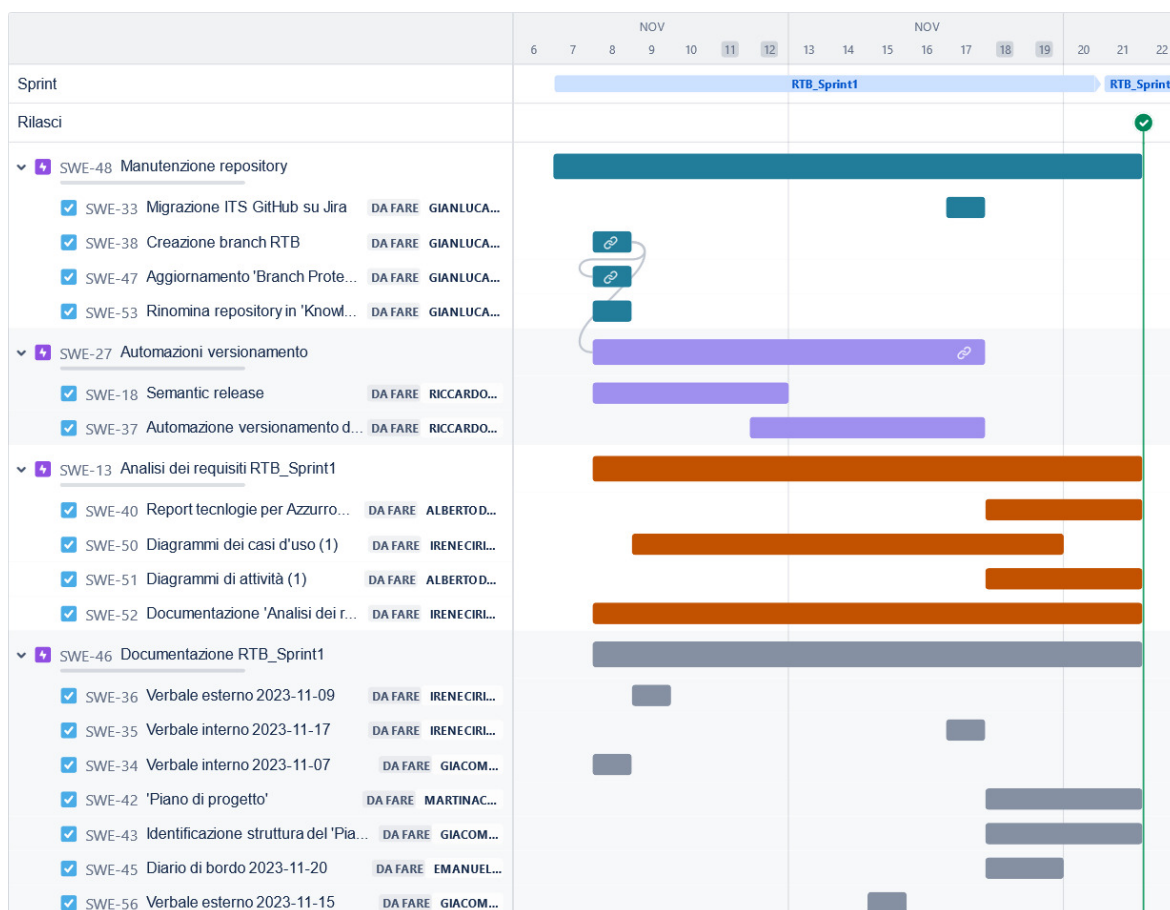 NOV NOV
6 7 8 9 10 11 12 13 14 15 16 17 18 19 20 21 22
Sprint RTB_Sprint1 RTB_Sprint
Rilasci
SWE-48 Manutenzione repository
SWE-33 Migrazione ITS GitHub su Jira DA FARE GIANLUCA...
SWE-38 Creazione branch RTB DA FARE GIANLUCA...
SWE-47 Aggiornamento 'Branch Prote... DA FARE GIANLUCA...
SWE-53 Rinomina repository in 'Knowl... DA FARE GIANLUCA...
SWE-27 Automazioni versionamento
SWE-18 Semantic release DA FARE RICCARDO...
SWE-37 Automazione versionamento d... DA FARE RICCARDO...
SWE-13 Analisi dei requisiti RTB_Sprint1
SWE-40 Report tecnlogie per Azzurro... DA FARE ALBERTO D...
SWE-50 Diagrammi dei casi d'uso (1) DA FARE IRENE CIRI...
SWE-51 Diagrammi di attività (1) DA FARE ALBERTO D...
SWE-52 Documentazione 'Analisi dei r... DA FARE IRENE CIRI...
SWE-46 Documentazione RTB_Sprint1
SWE-36 Verbale esterno 2023-11-09 DA FARE IRENE CIRI...
SWE-35 Verbale interno 2023-11-17 DA FARE IRENE CIRI...
SWE-34 Verbale interno 2023-11-07 DA FARE GIACOM...
SWE-42 'Piano di progetto' DA FARE MARTINA C...
SWE-43 Identificazione struttura del 'Pia... DA FARE GIACOM...
SWE-45 Diario di bordo 2023-11-20 DA FARE EMANUEL...
SWE-56 Verbale esterno 2023-11-15 DA FARE GIACOM...